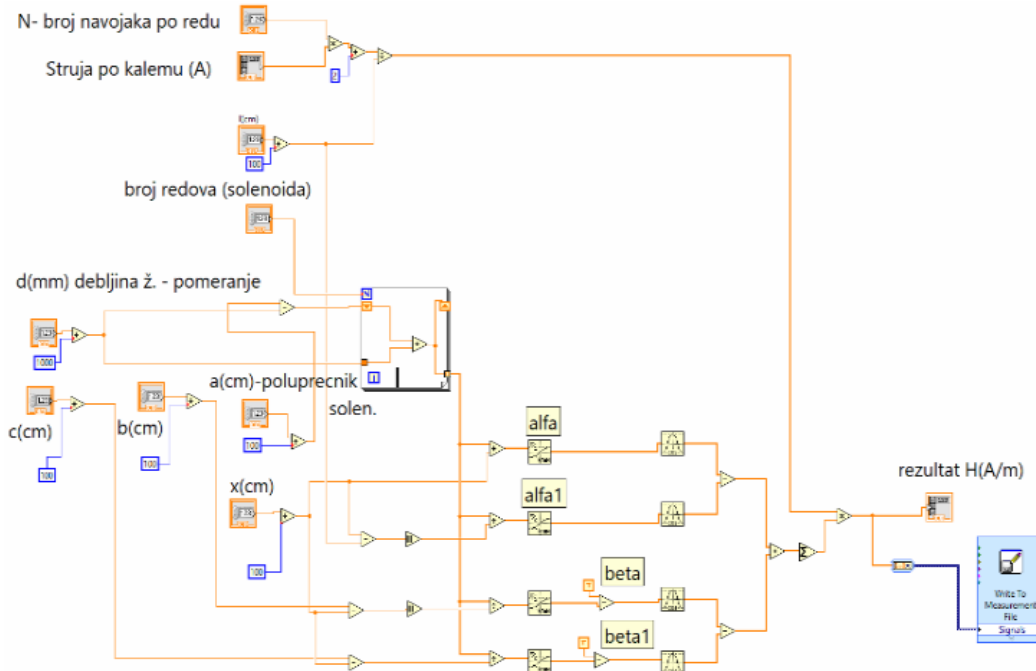 N- broj navojaka po redu
Struja po kalemu (A)
2
l(cm)
100
broj redova (solenoida)
d(mm) debljina ž. - pomeranje
N
1000
i
a(cm)-poluprecnik
solen.
c(cm)
b(cm)
100
100
100
alfa
rezultat H(A/m)
x(cm)
alfa1
100
beta
Write To
Measurement
File
Signals
beta1